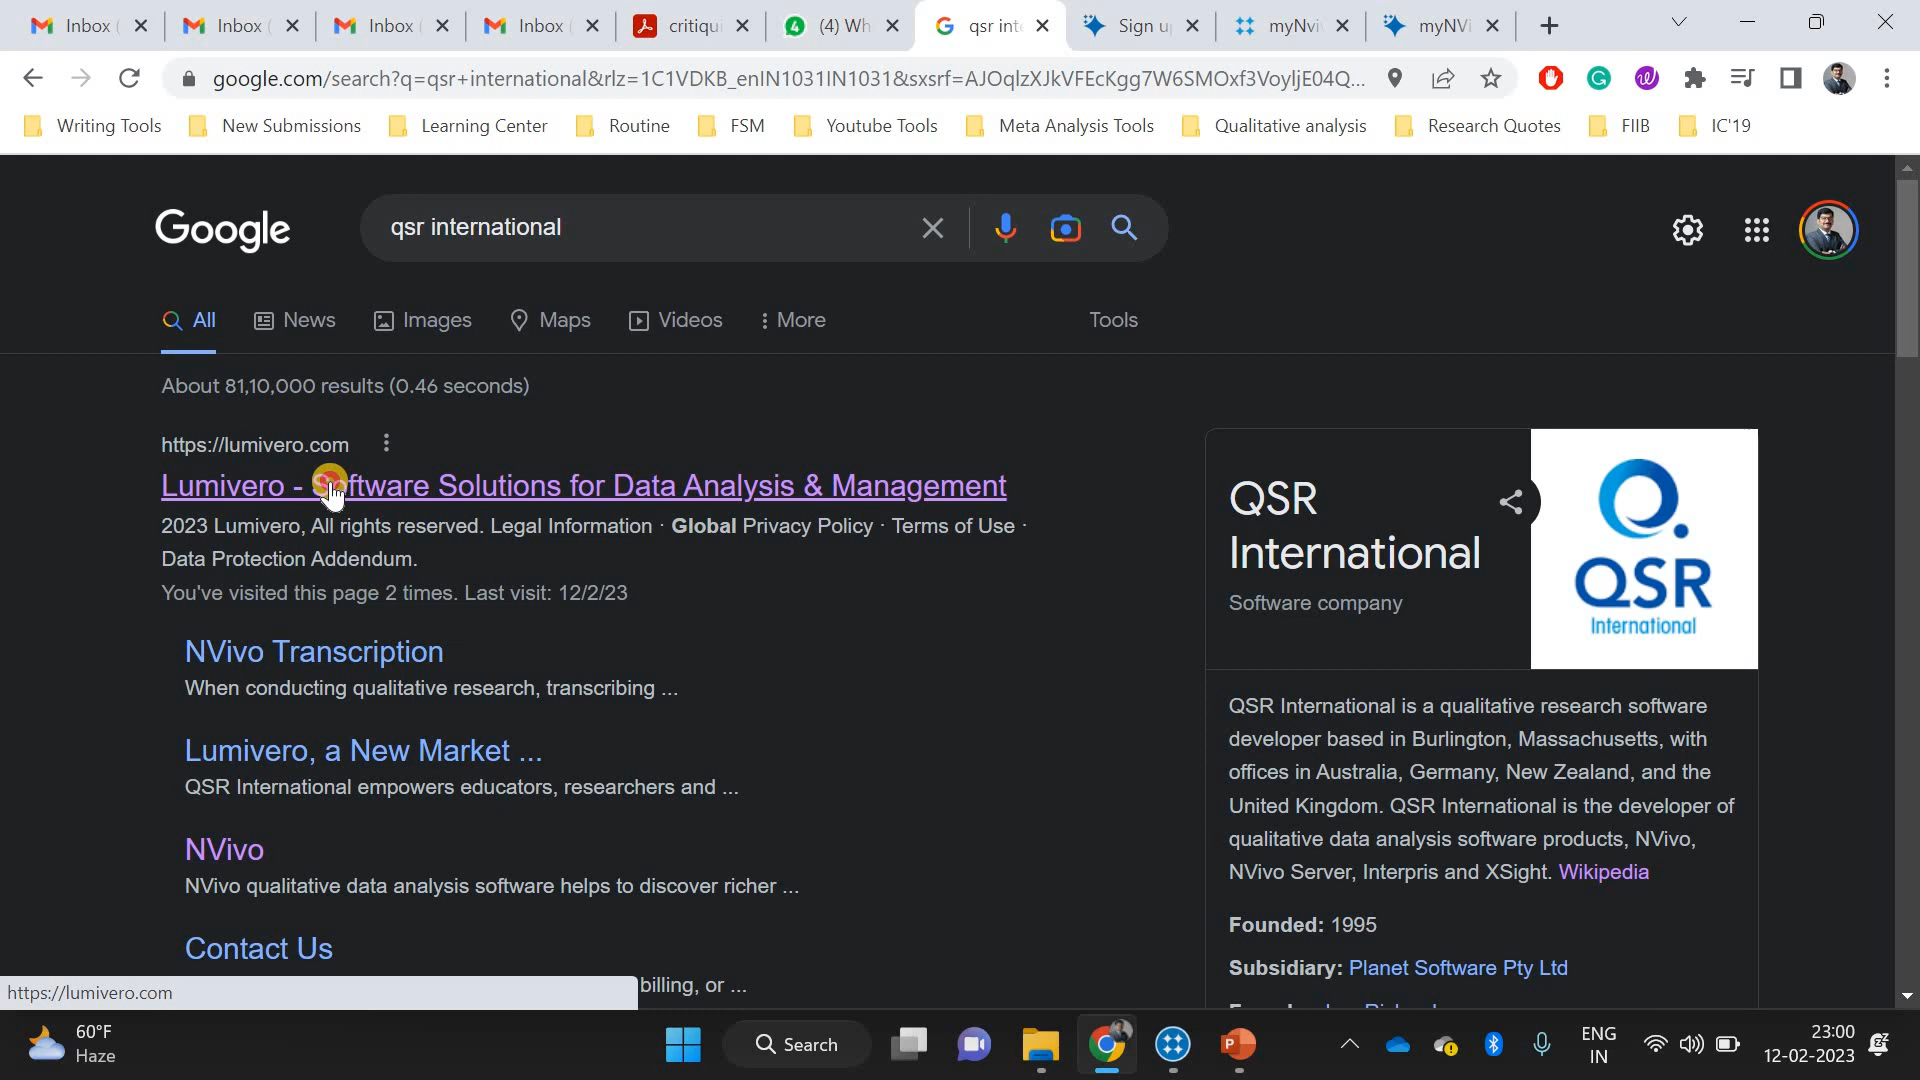 Inbox (
Inbox (
Inbox (
Inbox (
critiqui
(4) Wh
qsr inte
Sign u
myNvi
myNVi
google.com/search?q=qsr+international&rlz=1C1VDKB_enIN1031IN1031&sxsrf=AJOqlzXJkVFEcKgg7W6SMOxf3VoyljE04Q...
Writing Tools
New Submissions
Learning Center
Routine
FSM
Youtube Tools
Meta Analysis Tools
Qualitative analysis
Research Quotes
FIIB
IC'19
Google
qsr international
All
News
Images
Maps
Videos
More
Tools
About 81,10,000 results (0.46 seconds)
https://lumivero.com
Lumivero - Software Solutions for Data Analysis & Management
2023 Lumivero, All rights reserved. Legal Information · Global Privacy Policy · Terms of Use ·
Data Protection Addendum.
You've visited this page 2 times. Last visit: 12/2/23
NVivo Transcription
When conducting qualitative research, transcribing ...
Lumivero, a New Market ...
QSR International empowers educators, researchers and ...
NVivo
NVivo qualitative data analysis software helps to discover richer ...
Contact Us
billing, or ...
https://lumivero.com
QSR
International
Software company
QSR
International
QSR International is a qualitative research software
developer based in Burlington, Massachusetts, with
offices in Australia, Germany, New Zealand, and the
United Kingdom. QSR International is the developer of
qualitative data analysis software products, NVivo,
NVivo Server, Interpris and XSight. Wikipedia
Founded: 1995
Subsidiary: Planet Software Pty Ltd
60°F
Haze
Search
ENG
IN
23:00
12-02-2023